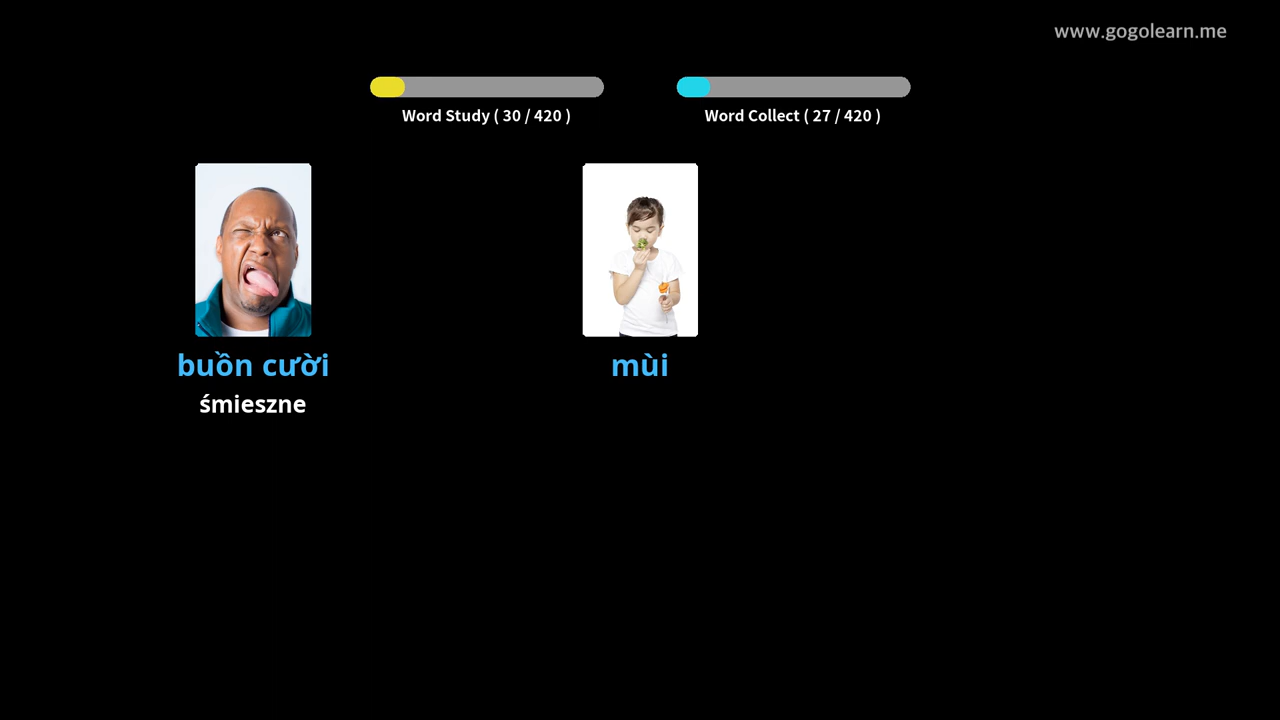 www.gogolearn.me
Word Study ( 30 / 420 )
Word Collect ( 27 / 420 )
buồn cười
mùi
śmieszne